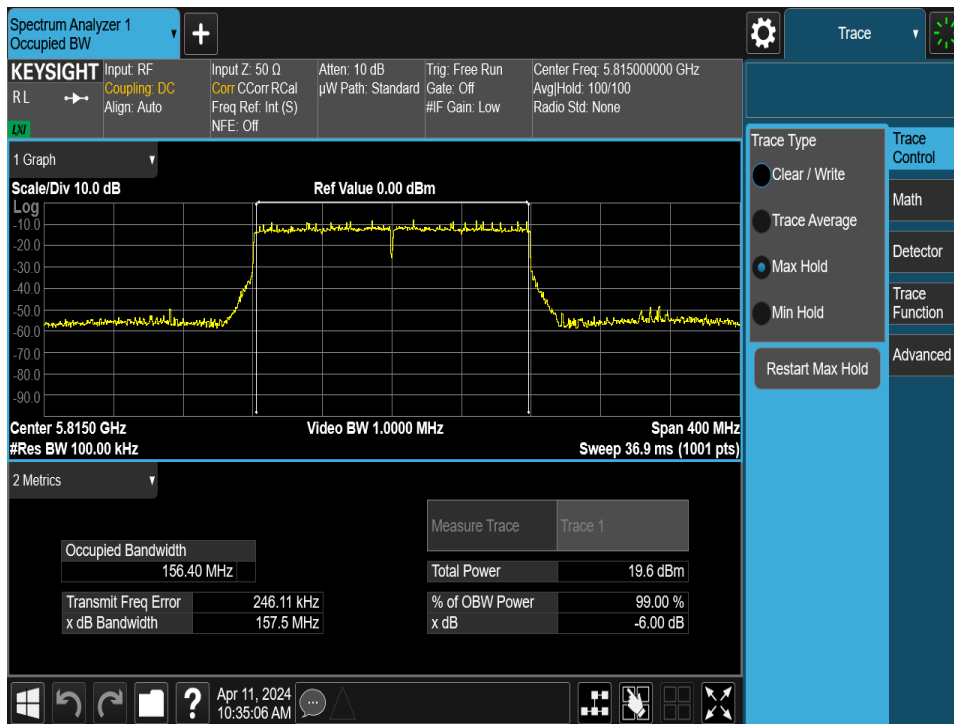 Spectrum Analyzer 1
Occupied BW
+
Trace
KEYSIGHT
R L
LXI
Input: RF
Coupling: DC
Align: Auto
Input Z: 50 Ω
Corr CCorr RCal
Freq Ref: Int (S)
NFE: Off
Atten: 10 dB
µW Path: Standard
Trig: Free Run
Gate: Off
#IF Gain: Low
Center Freq: 5.815000000 GHz
Avg|Hold: 100/100
Radio Std: None
1 Graph
Scale/Div 10.0 dB
Ref Value 0.00 dBm
Log
-10.0
-20.0
-30.0
-40.0
-50.0
-60.0
-70.0
-80.0
-90.0
Center 5.8150 GHz
Video BW 1.0000 MHz
Span 400 MHz
#Res BW 100.00 kHz
Sweep 36.9 ms (1001 pts)
2 Metrics
Measure Trace
Trace 1
Occupied Bandwidth
156.40 MHz
Total Power
19.6 dBm
Transmit Freq Error
246.11 kHz
% of OBW Power
99.00 %
x dB Bandwidth
157.5 MHz
x dB
-6.00 dB
Trace Type
Clear / Write
Trace Average
Max Hold
Min Hold
Restart Max Hold
Trace
Control
Math
Detector
Trace
Function
Advanced
?
Apr 11, 2024
10:35:06 AM